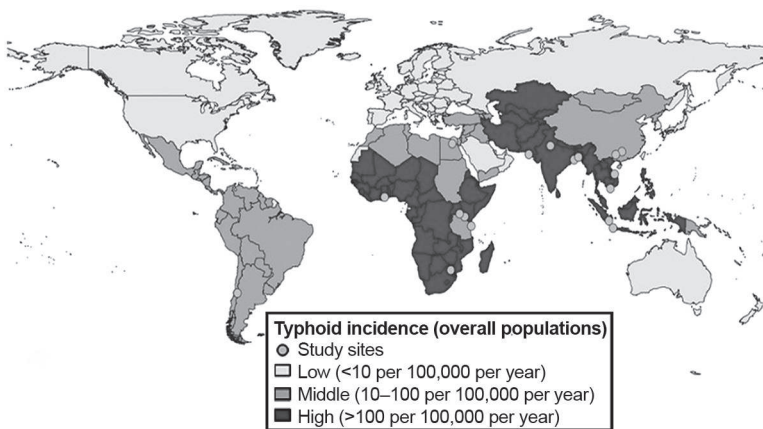 Typhoid incidence (overall populations)
Study sites
Low (<10 per 100,000 per year)
Middle (10–100 per 100,000 per year)
High (>100 per 100,000 per year)